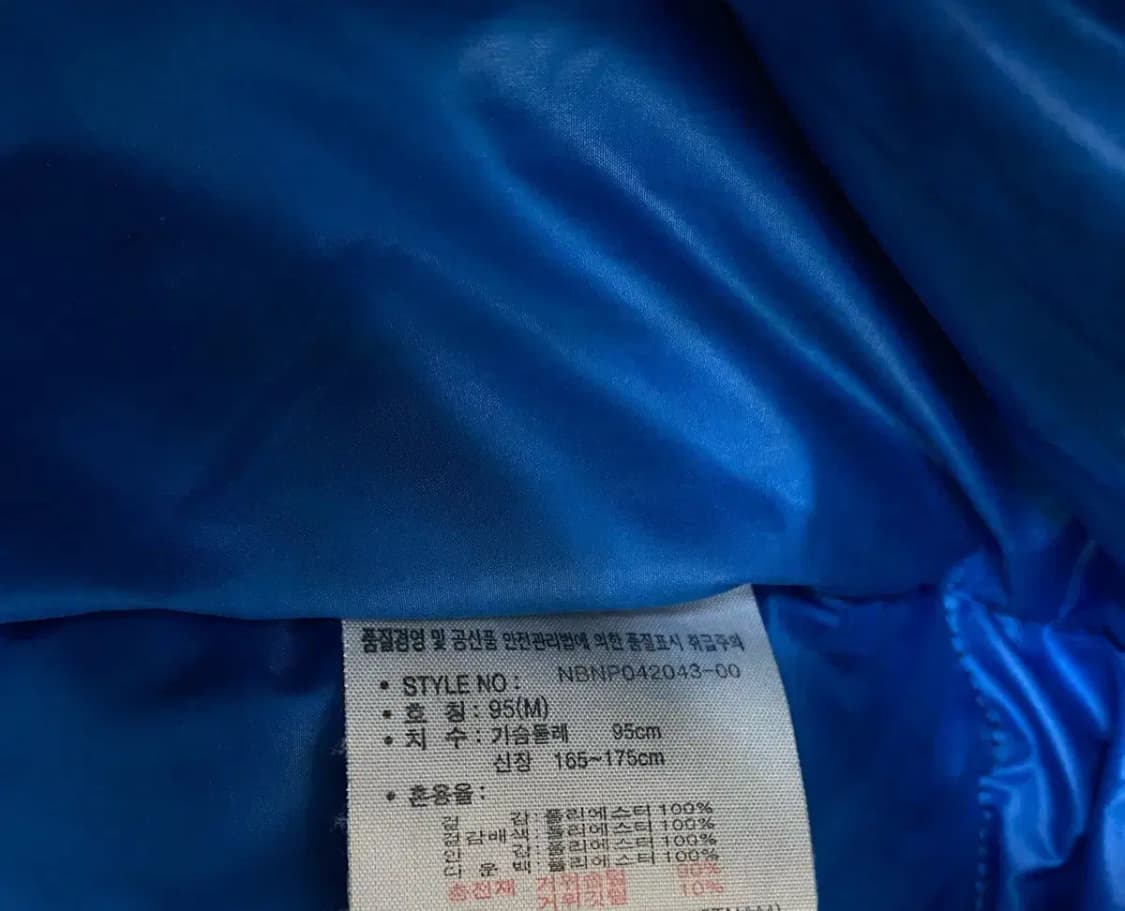 품질경영 및 공산품 안전관리법에 의한 품질표시 취급주의
• STYLE NO : NBNP042043-00
• 호 칭 : 95(M)
• 치 수 : 가슴둘레 95cm
신장 165~175cm
• 혼용율 :
겉 감 : 폴리에스터 100%
겉감배색 : 폴리에스터 100%
안 감 : 폴리에스터 100%
다 운 백 : 폴리에스터 100%
충전재 거위솜털 90%
거위깃털 10%